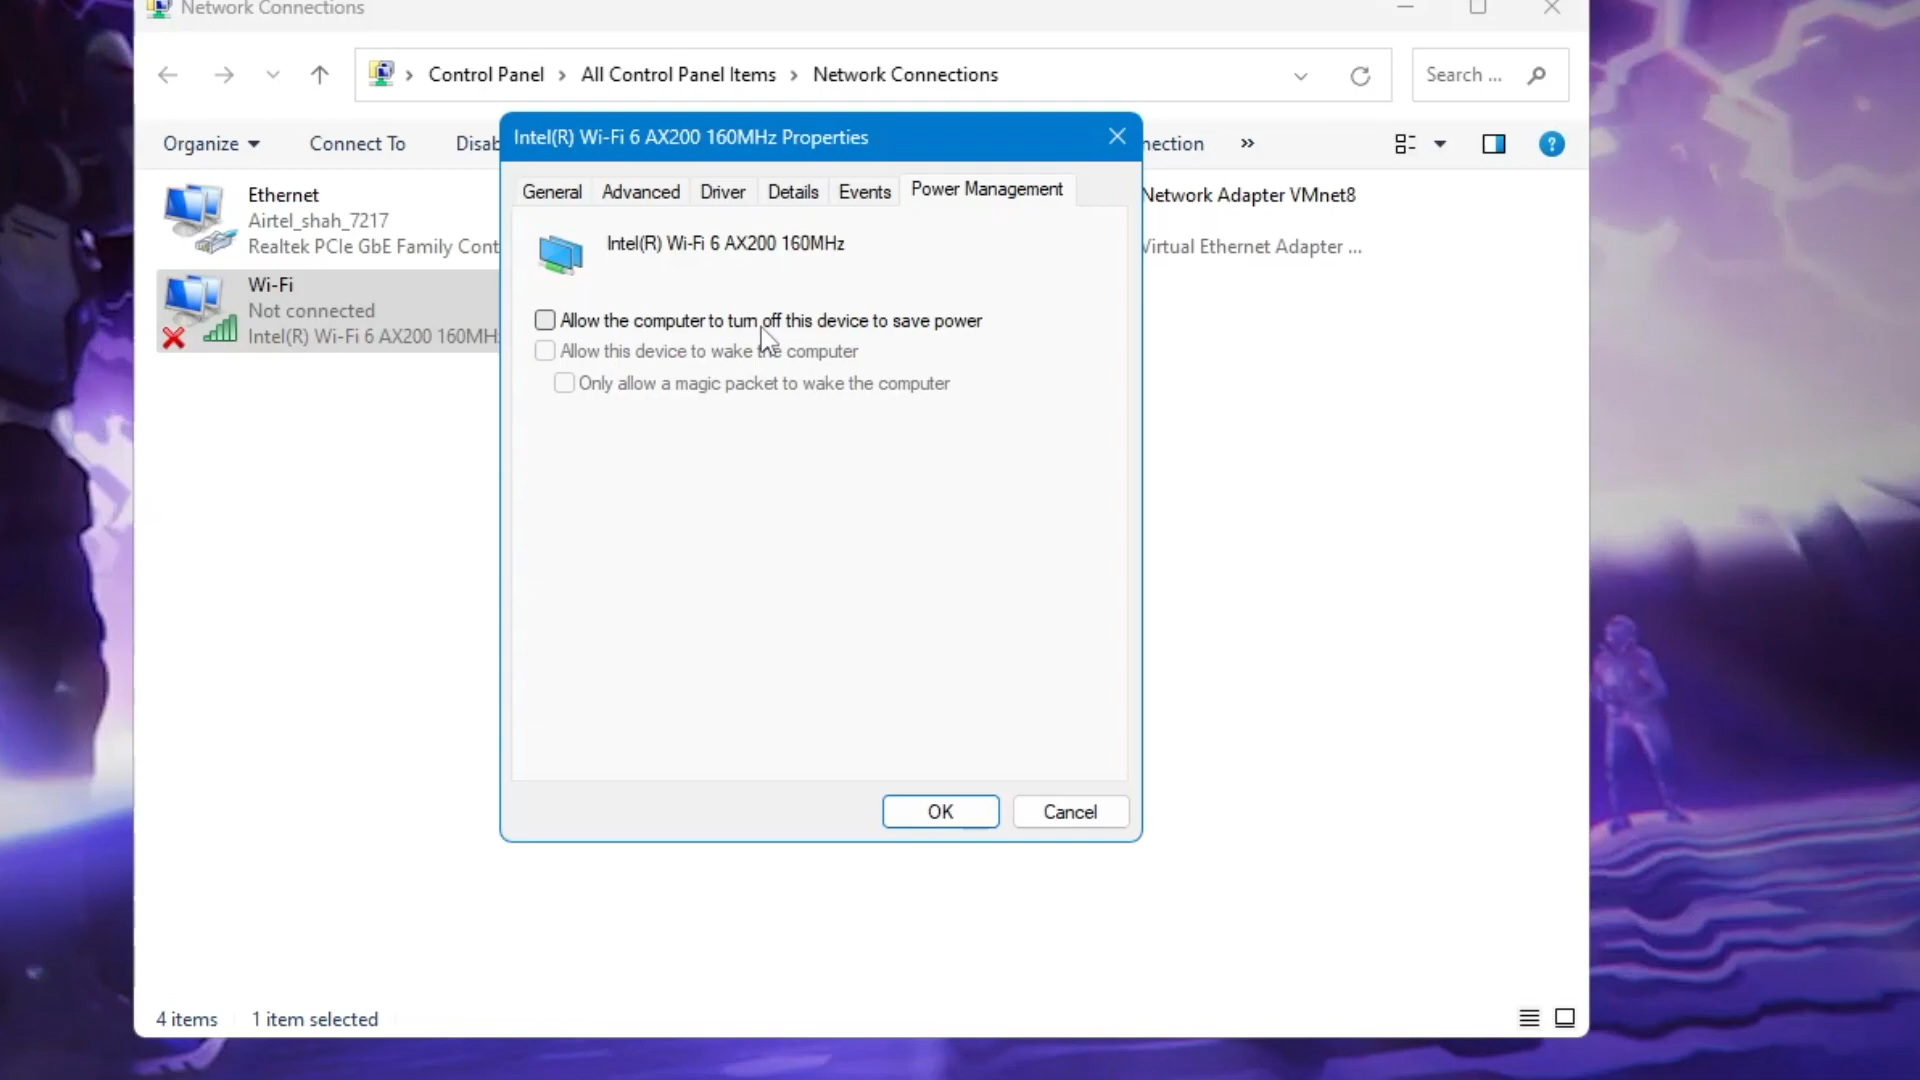 Network Connections
Control Panel > All Control Panel Items > Network Connections
Search ...
Organize Connect To Disab nection »
Intel(R) Wi-Fi 6 AX200 160MHz Properties
General Advanced Driver Details Events Power Management
Intel(R) Wi-Fi 6 AX200 160MHz
Allow the computer to turn off this device to save power
Allow this device to wake the computer
Only allow a magic packet to wake the computer
OK Cancel
Ethernet
Airtel_shah_7217
Realtek PCIe GbE Family Cont
Wi-Fi
Not connected
Intel(R) Wi-Fi 6 AX200 160MH
Network Adapter VMnet8
Virtual Ethernet Adapter ...
4 items 1 item selected